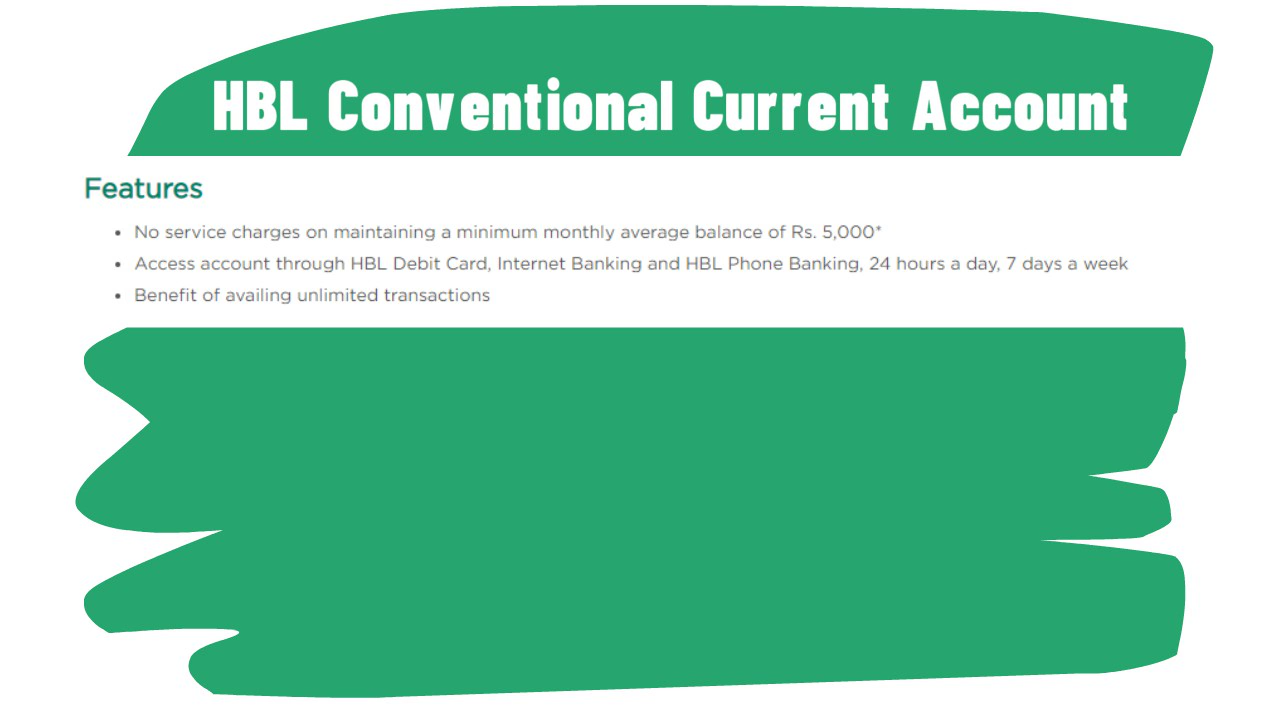 HBL Conventional Current Account
Features
• No service charges on maintaining a minimum monthly average balance of Rs. 5,000*
• Access account through HBL Debit Card, Internet Banking and HBL Phone Banking, 24 hours a day, 7 days a week
• Benefit of availing unlimited transactions